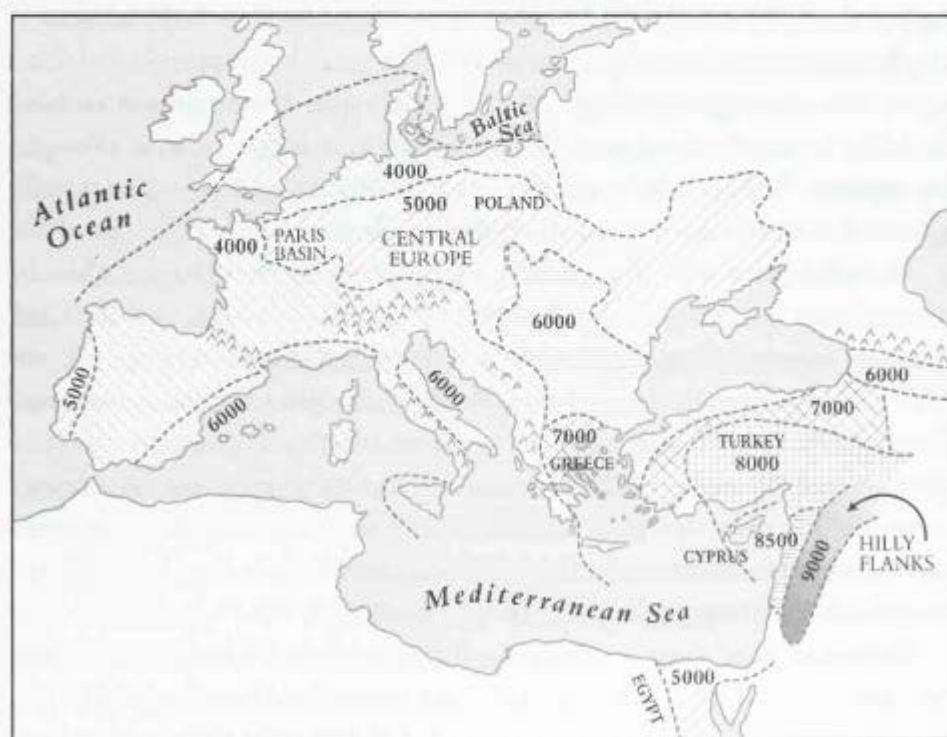 Baltic Sea
4000
5000
POLAND
Atlantic
Ocean
4000
PARIS
BASIN
CENTRAL
EUROPE
6000
5000
6000
6000
6000
7000
7000
GREECE
TURKEY
8000
CYPRUS
8500
9000
HILLY
FLANKS
Mediterranean Sea
5000
EGYPT